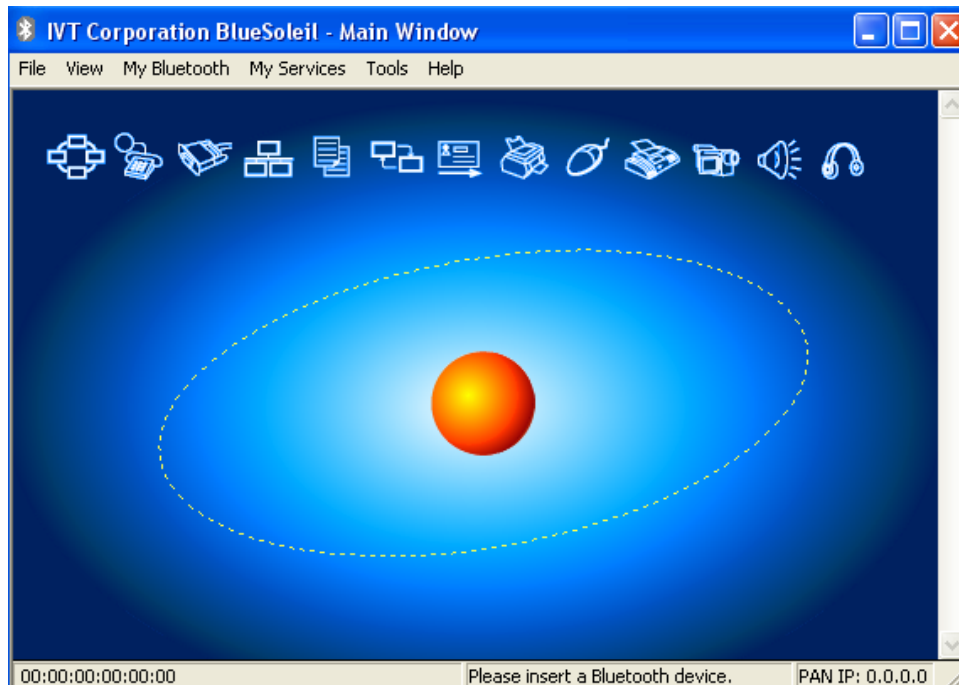 IVT Corporation BlueSoleil - Main Window
File View My Bluetooth My Services Tools Help
00:00:00:00:00:00 Please insert a Bluetooth device. PAN IP: 0.0.0.0